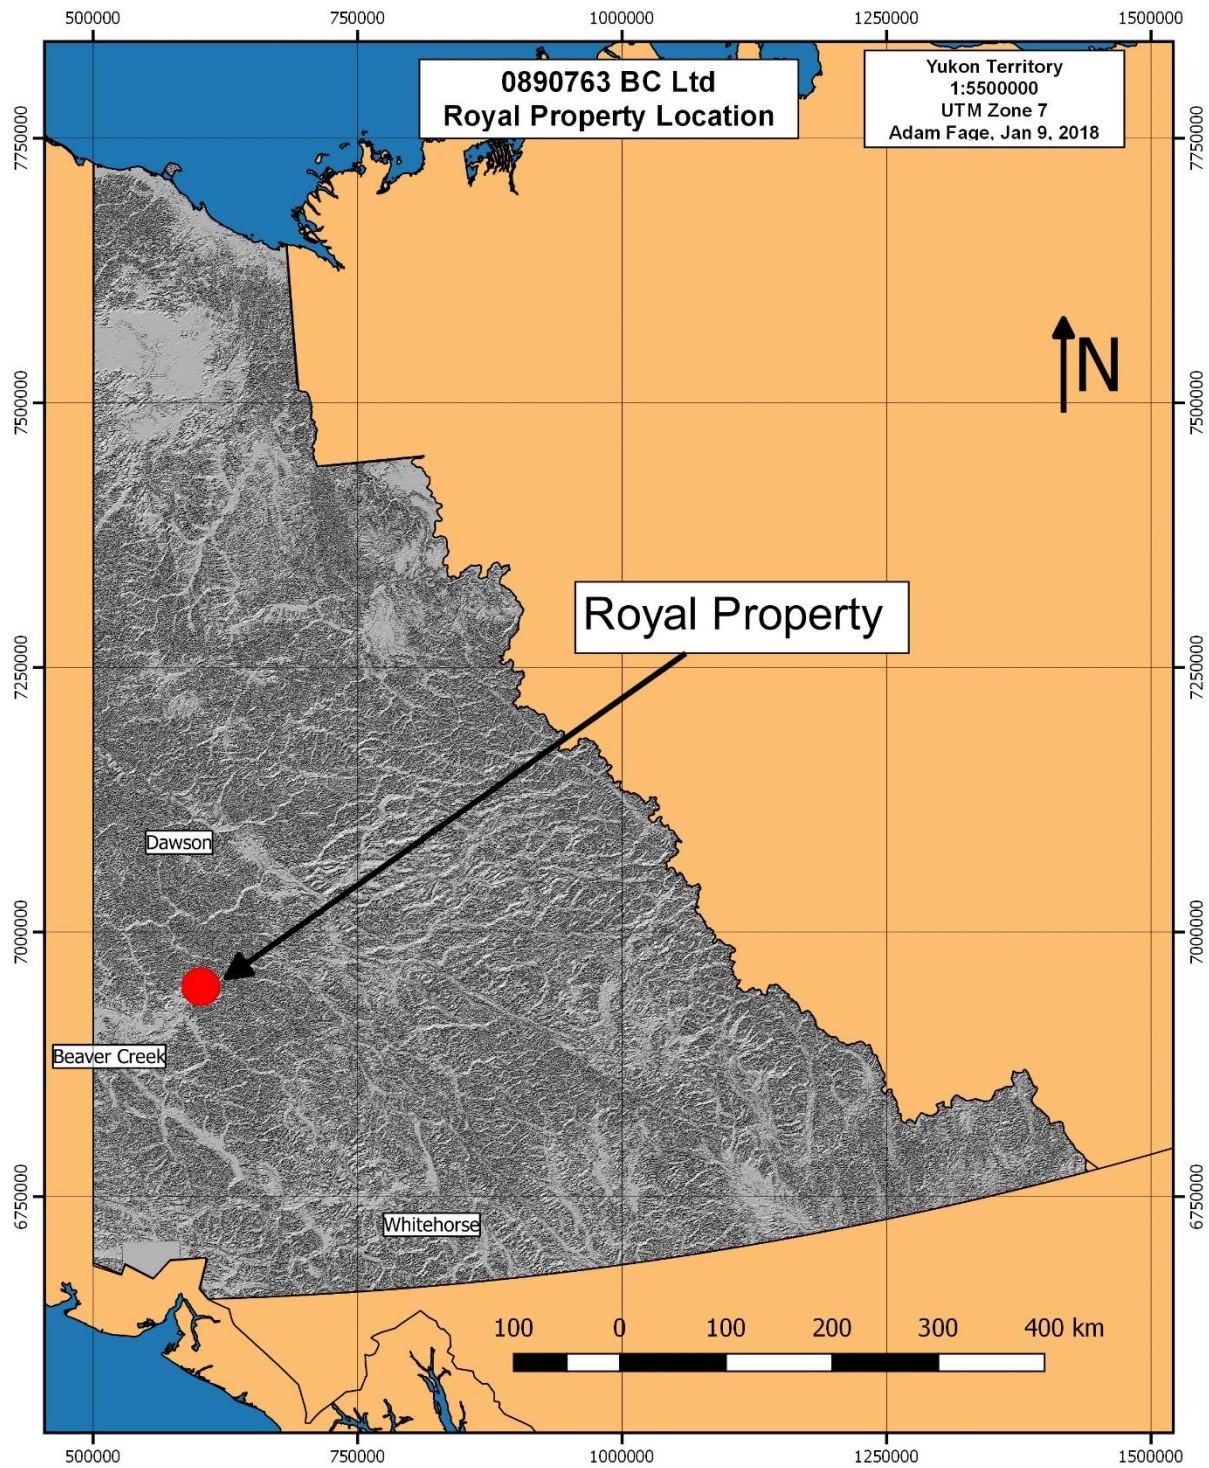 500000
750000
1000000
1250000
1500000
0890763 BC Ltd
Royal Property Location
Yukon Territory
1:5500000
UTM Zone 7
Adam Fage, Jan 9, 2018
7750000
7750000
N
7500000
7500000
Royal Property
7250000
7250000
Dawson
7000000
7000000
Beaver Creek
6750000
6750000
Whitehorse
100 0 100 200 300 400 km
500000
750000
1000000
1250000
1500000